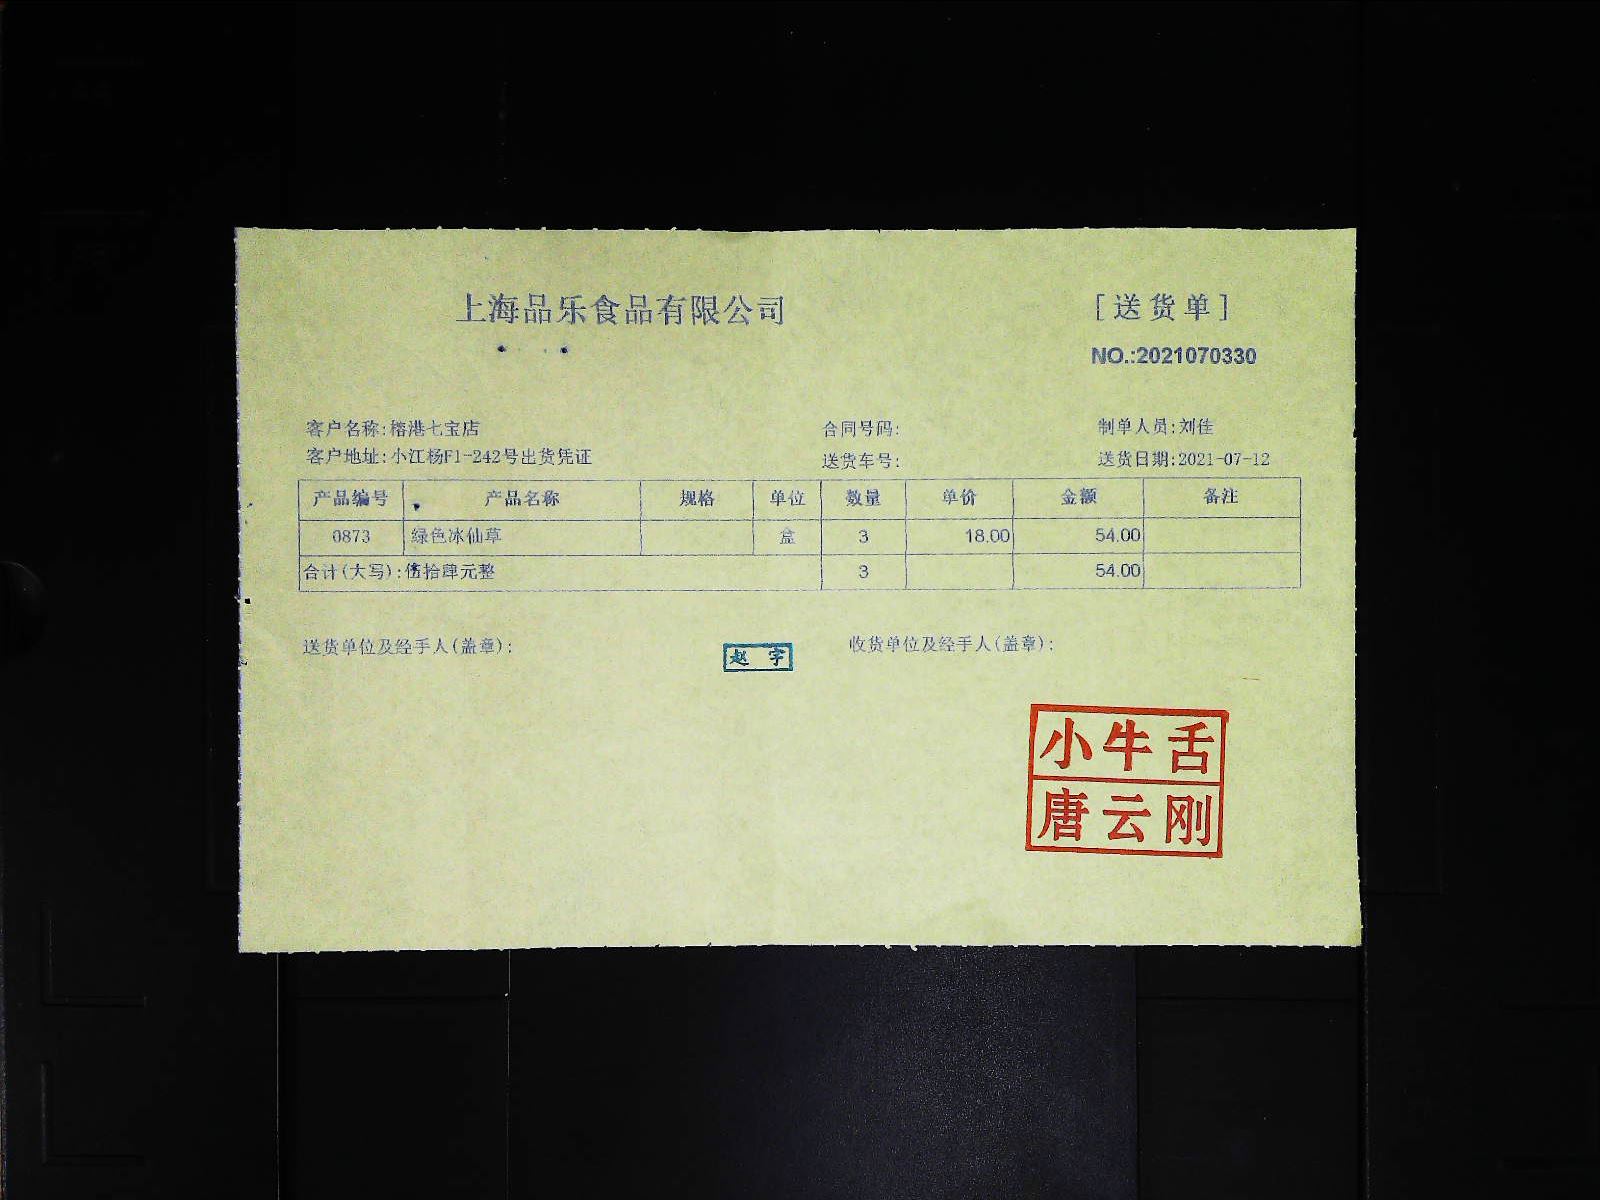 上海品乐食品有限公司 [送货单]
NO.:2021070330
客户名称:榕港七宝店 合同号码: 制单人员:刘佳
客户地址:小江杨F1-242号出货凭证 送货车号: 送货日期:2021-07-12
产品编号 产品名称 规格 单位 数量 单价 金额 备注
0873 绿色冰仙草 盒 3 18.00 54.00
合计(大写):伍拾肆元整 3 54.00
送货单位及经手人(盖章): 赵宇 收货单位及经手人(盖章):
小牛舌
唐云刚